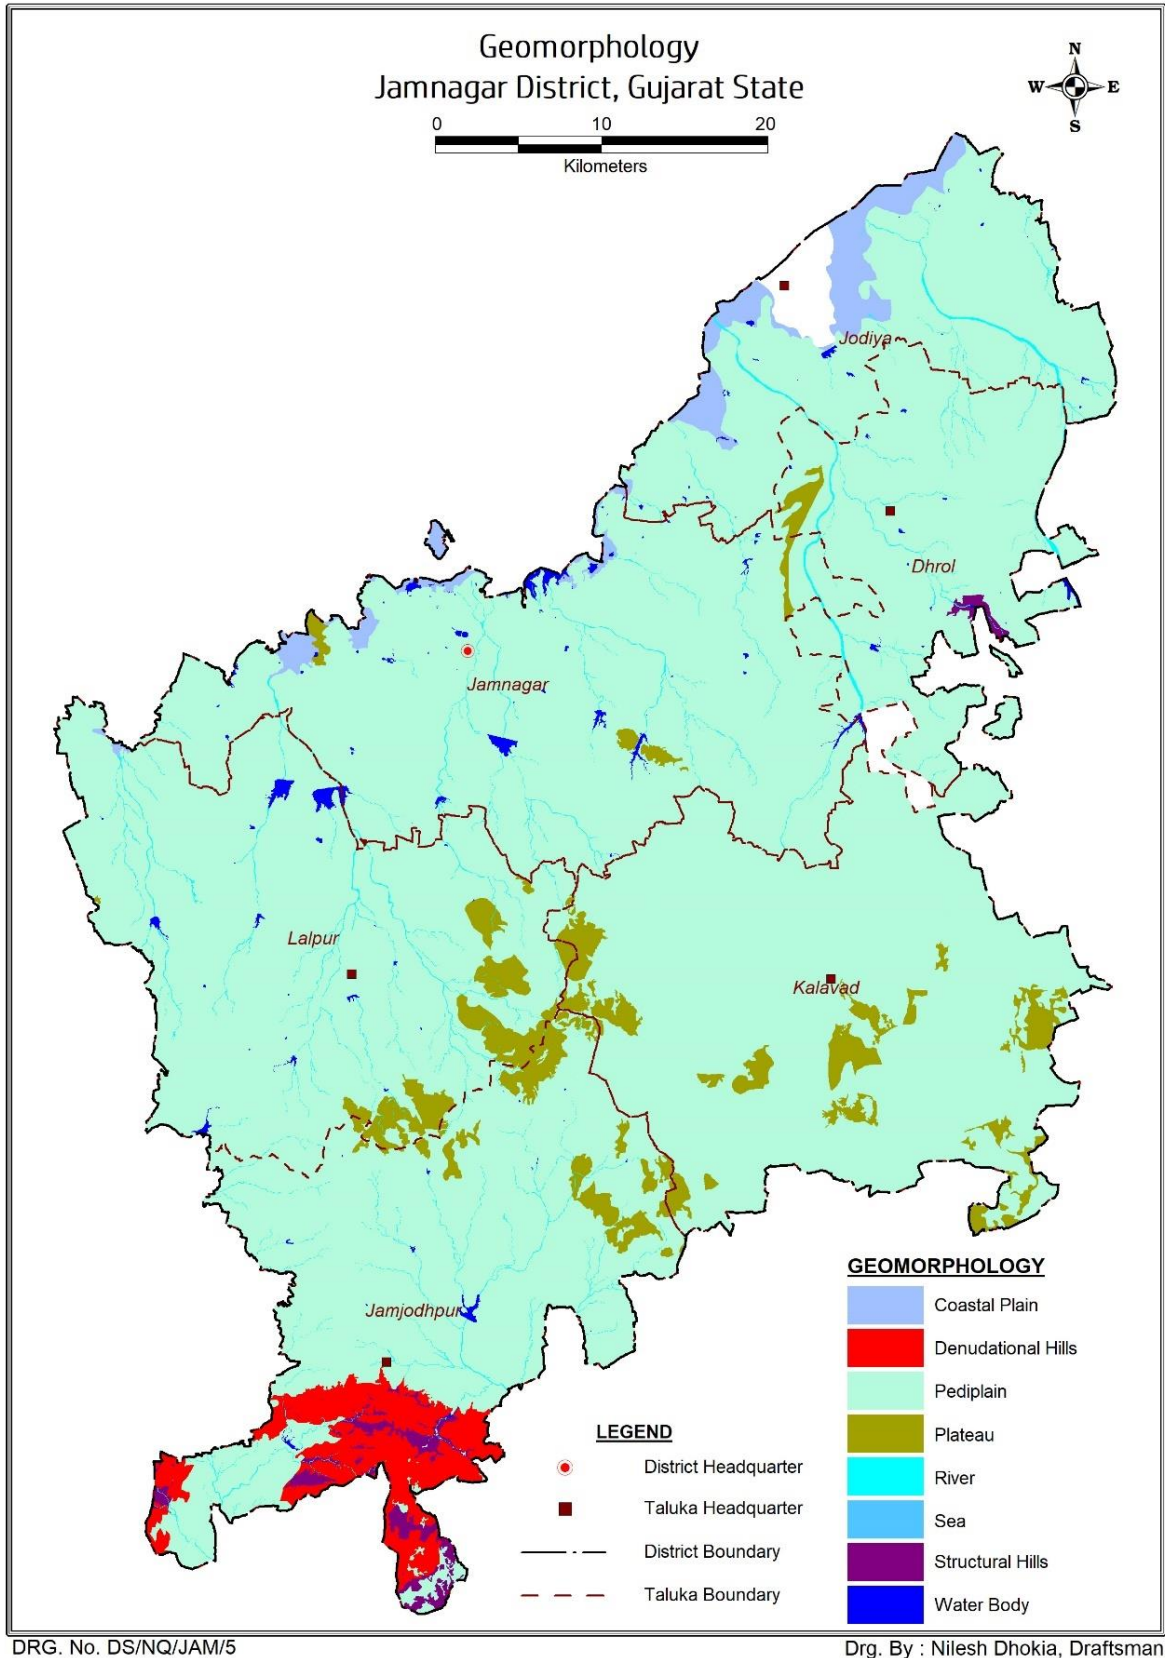 Geomorphology
Jamnagar District, Gujarat State
N
W E
S
0 10 20
Kilometers
Jodiya
Dhrol
Jamnagar
Lalpur
Kalavad
Jamjodhpur
GEOMORPHOLOGY
Coastal Plain
Denudational Hills
Pediplain
Plateau
River
Sea
Structural Hills
Water Body
LEGEND
District Headquarter
Taluka Headquarter
District Boundary
Taluka Boundary
DRG. No. DS/NQ/JAM/5
Drg. By : Nilesh Dhokia, Draftsman